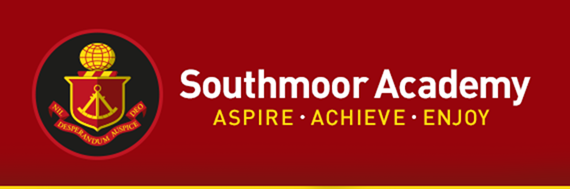 Southmoor Academy
ASPIRE · ACHIEVE · ENJOY
NIL DESPERANDUM AUSPICE DEO